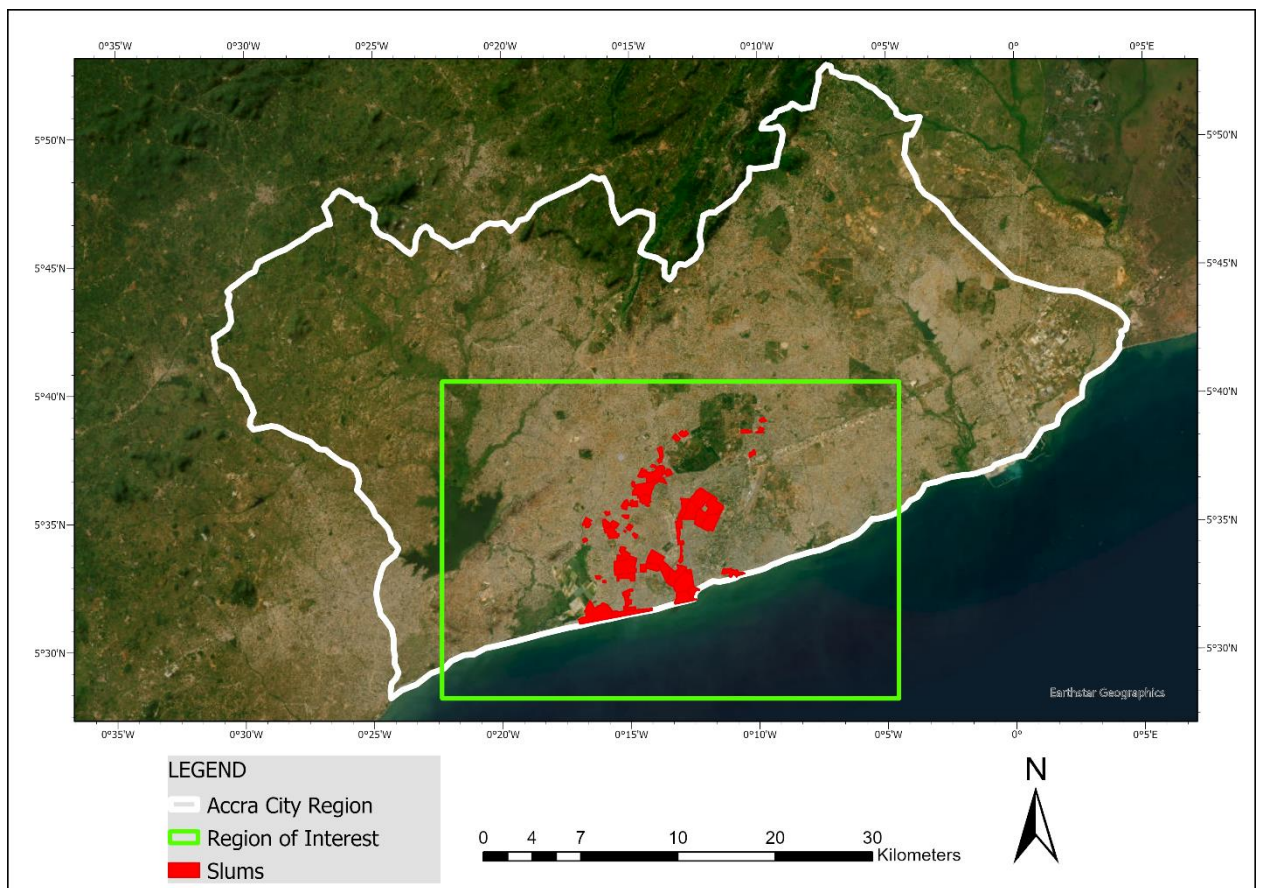 0°35'W 0°30'W 0°25'W 0°20'W 0°15'W 0°10'W 0°5'W 0° 0°5'E
5°50'N 5°50'N
5°45'N 5°45'N
5°40'N 5°40'N
5°35'N 5°35'N
5°30'N 5°30'N
Earthstar Geographics
0°35'W 0°30'W 0°25'W 0°20'W 0°15'W 0°10'W 0°5'W 0° 0°5'E
LEGEND
Accra City Region
Region of Interest
Slums
0 4 7 10 20 30
Kilometers
N